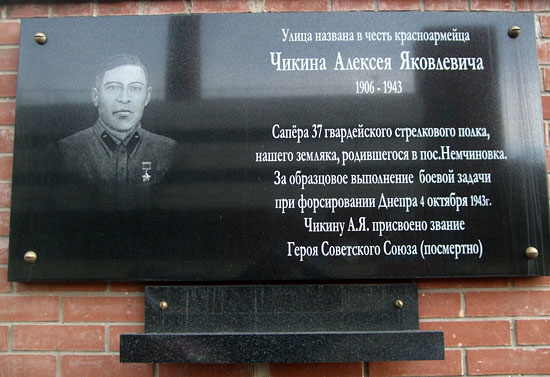 Улица названа в честь красноармейца
Чикина Алексея Яковлевича
1906 - 1943
Сапёра 37 гвардейского стрелкового полка,
нашего земляка, родившегося в пос.Немчиновка.
За образцовое выполнение боевой задачи
при форсировании Днепра 4 октября 1943г.
Чикину А.Я. присвоено звание
Героя Советского Союза (посмертно)